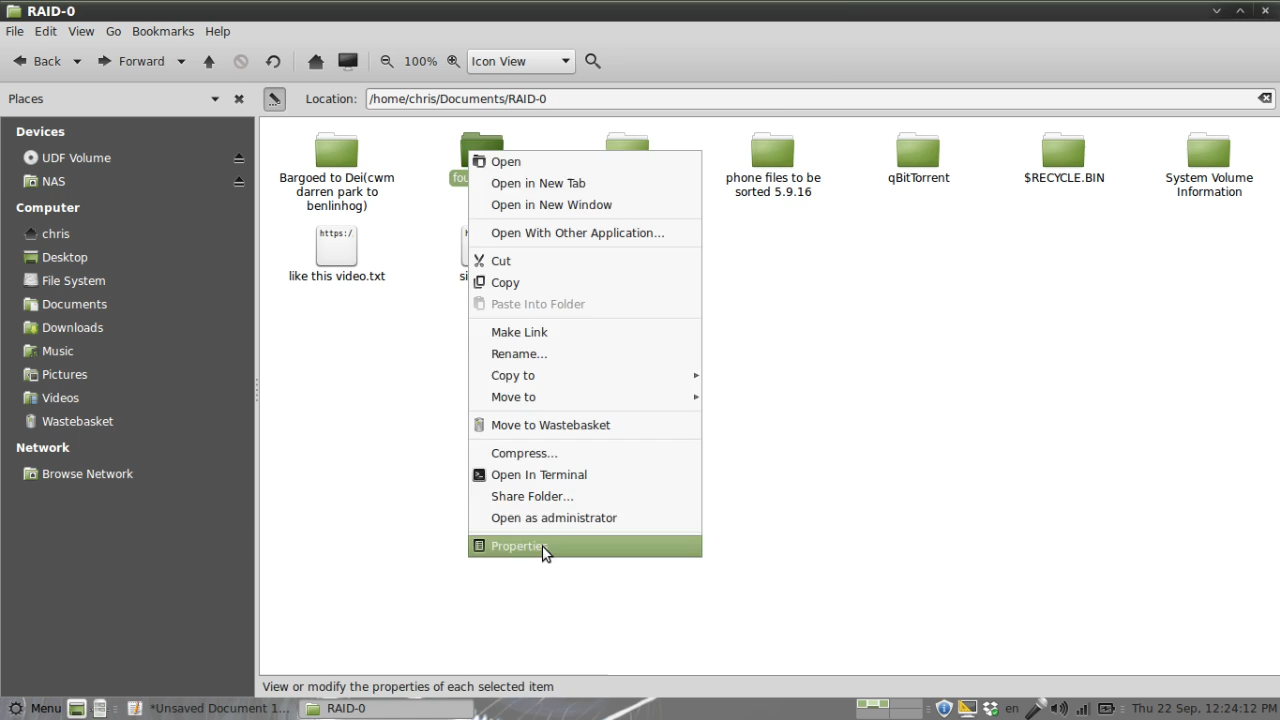 RAID-0
File Edit View Go Bookmarks Help
Back Forward 100% Icon View
Places Location: /home/chris/Documents/RAID-0
Devices
UDF Volume
NAS
Computer
chris
Desktop
File System
Documents
Downloads
Music
Pictures
Videos
Wastebasket
Network
Browse Network
Bargoed to Dei(cwm
darren park to
benlinhog)
phone files to be
sorted 5.9.16
qBitTorrent
$RECYCLE.BIN
System Volume
Information
https:/
like this video.txt
Open
Open in New Tab
Open in New Window
Open With Other Application...
Cut
Copy
Paste Into Folder
Make Link
Rename...
Copy to
Move to
Move to Wastebasket
Compress...
Open In Terminal
Share Folder...
Open as administrator
Properties
View or modify the properties of each selected item
Menu *Unsaved Document 1... RAID-0 en Thu 22 Sep, 12:24:12 PM